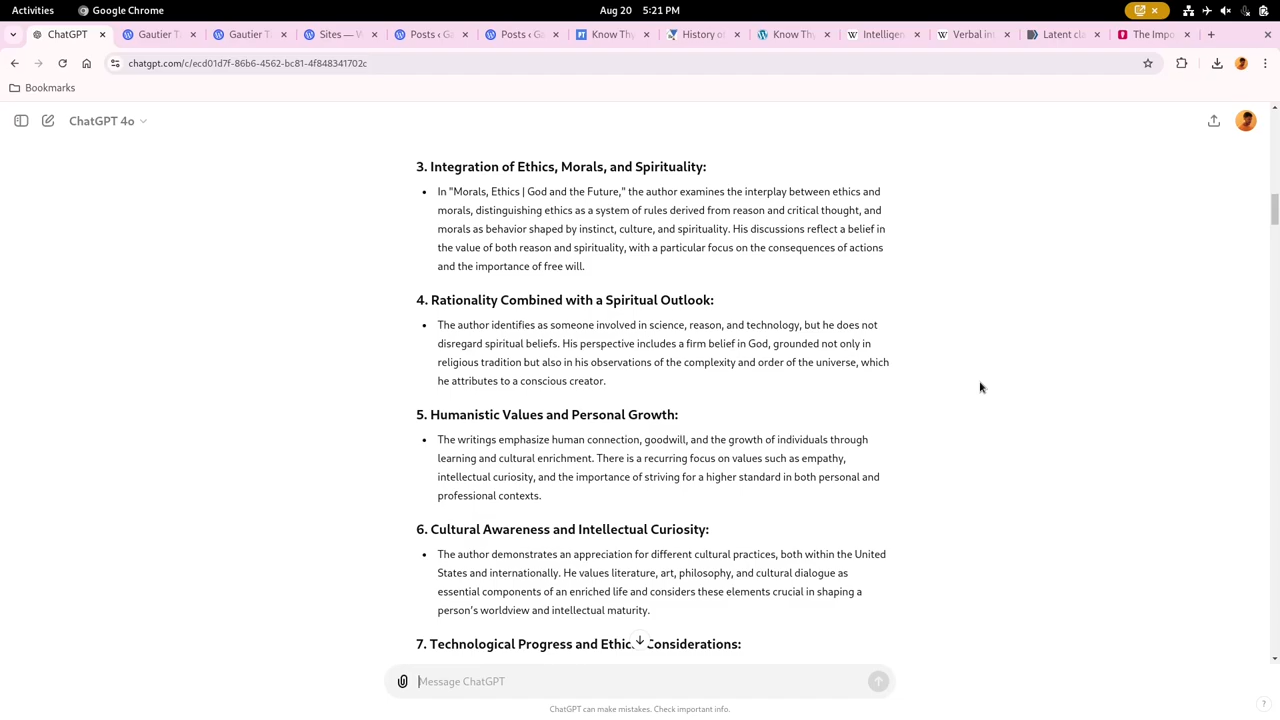 Activities
Google Chrome
Aug 20 5:21 PM
ChatGPT
Gautier T
Gautier T
Sites — W
Posts ‹ Ga
Posts ‹ Ga
Know Thy
History of
Know Thy
Intelligen
Verbal int
Latent cla
The Impo
chatgpt.com/c/ecd01d7f-86b6-4562-bc81-4f848341702c
Bookmarks
ChatGPT 4o
3. Integration of Ethics, Morals, and Spirituality:
In "Morals, Ethics | God and the Future," the author examines the interplay between ethics and
morals, distinguishing ethics as a system of rules derived from reason and critical thought, and
morals as behavior shaped by instinct, culture, and spirituality. His discussions reflect a belief in
the value of both reason and spirituality, with a particular focus on the consequences of actions
and the importance of free will.
4. Rationality Combined with a Spiritual Outlook:
The author identifies as someone involved in science, reason, and technology, but he does not
disregard spiritual beliefs. His perspective includes a firm belief in God, grounded not only in
religious tradition but also in his observations of the complexity and order of the universe, which
he attributes to a conscious creator.
5. Humanistic Values and Personal Growth:
The writings emphasize human connection, goodwill, and the growth of individuals through
learning and cultural enrichment. There is a recurring focus on values such as empathy,
intellectual curiosity, and the importance of striving for a higher standard in both personal and
professional contexts.
6. Cultural Awareness and Intellectual Curiosity:
The author demonstrates an appreciation for different cultural practices, both within the United
States and internationally. He values literature, art, philosophy, and cultural dialogue as
essential components of an enriched life and considers these elements crucial in shaping a
person's worldview and intellectual maturity.
7. Technological Progress and Ethic Considerations:
Message ChatGPT
ChatGPT can make mistakes. Check important info.